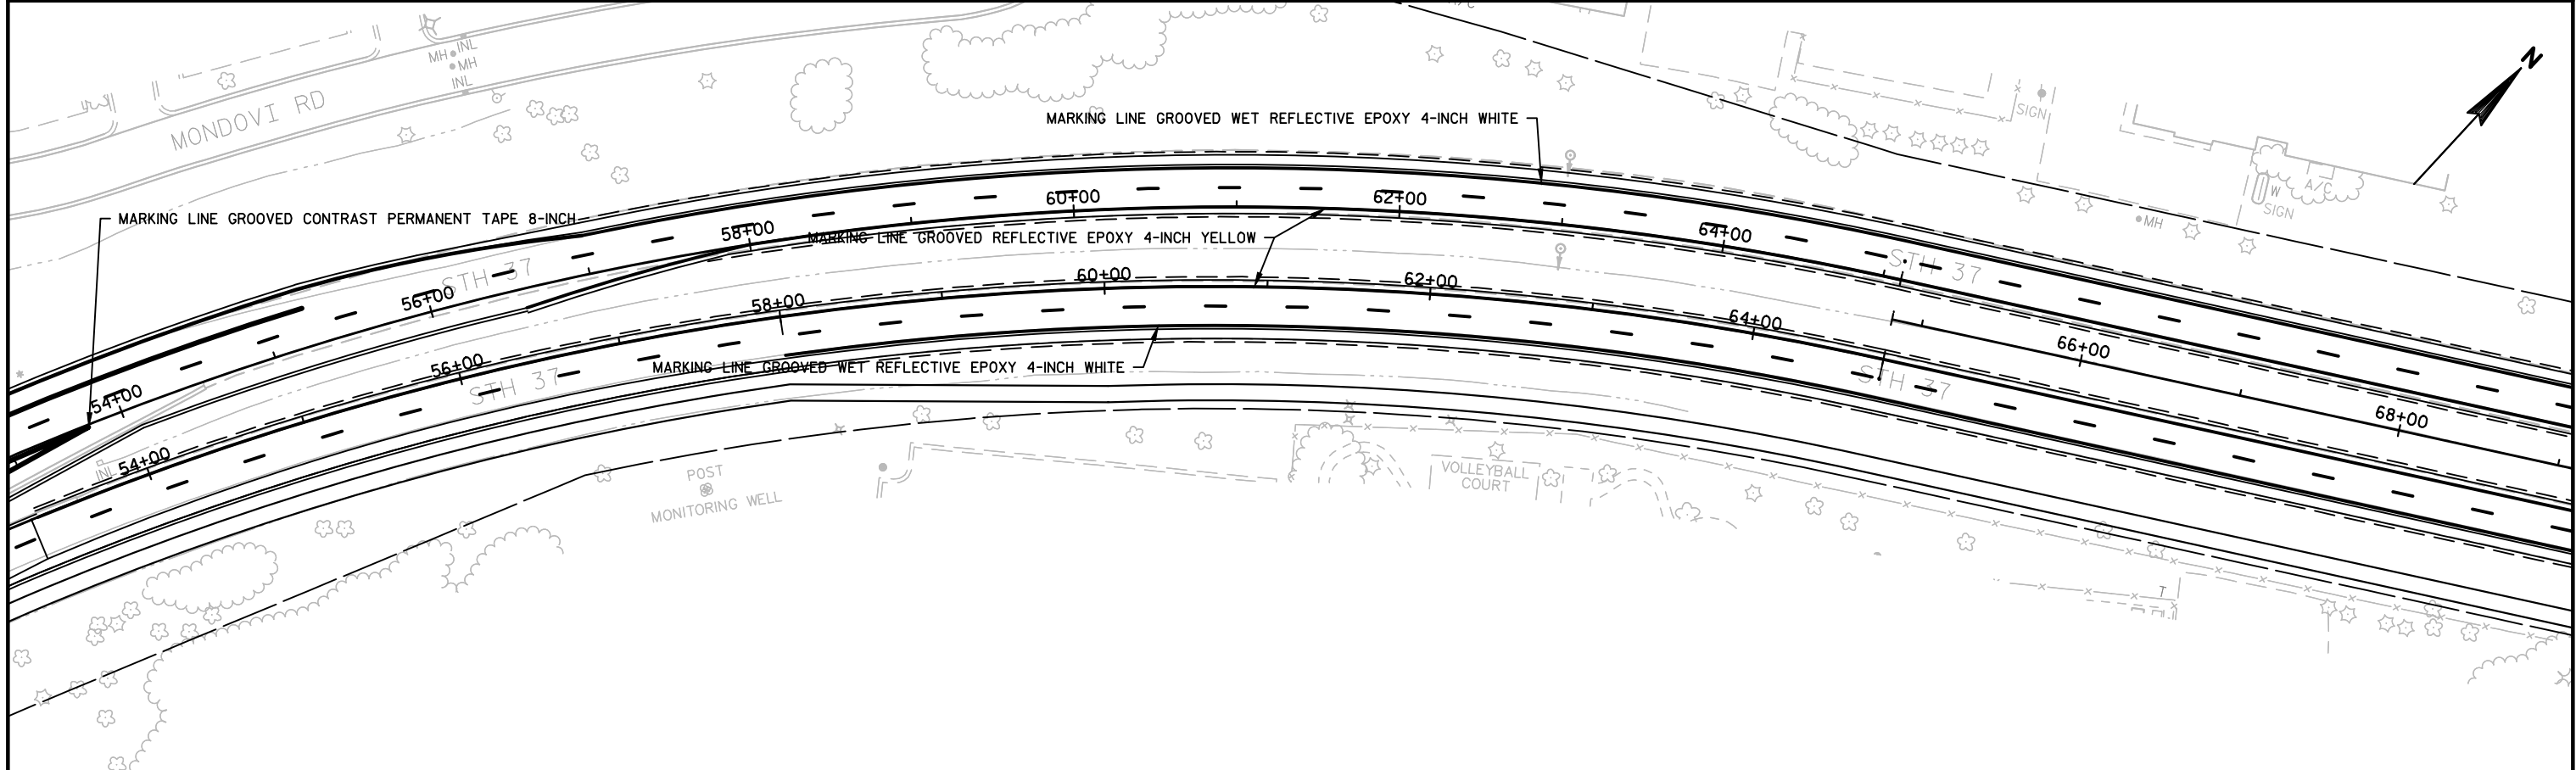 A/C
N
MH
INL
MH
INL
MONDOVI RD
MARKING LINE GROOVED WET REFLECTIVE EPOXY 4-INCH WHITE
SIGN
W
A/C
SIGN
MH
MARKING LINE GROOVED CONTRAST PERMANENT TAPE 8-INCH
60+00
62+00
58+00
64+00
MARKING LINE GROOVED REFLECTIVE EPOXY 4-INCH YELLOW
STH 37
STH 37
56+00
60+00
62+00
58+00
64+00
66+00
54+00
56+00
STH 37
MARKING LINE GROOVED WET REFLECTIVE EPOXY 4-INCH WHITE
STH 37
68+00
INL
54+00
POST
MONITORING WELL
VOLLEYBALL
COURT
T